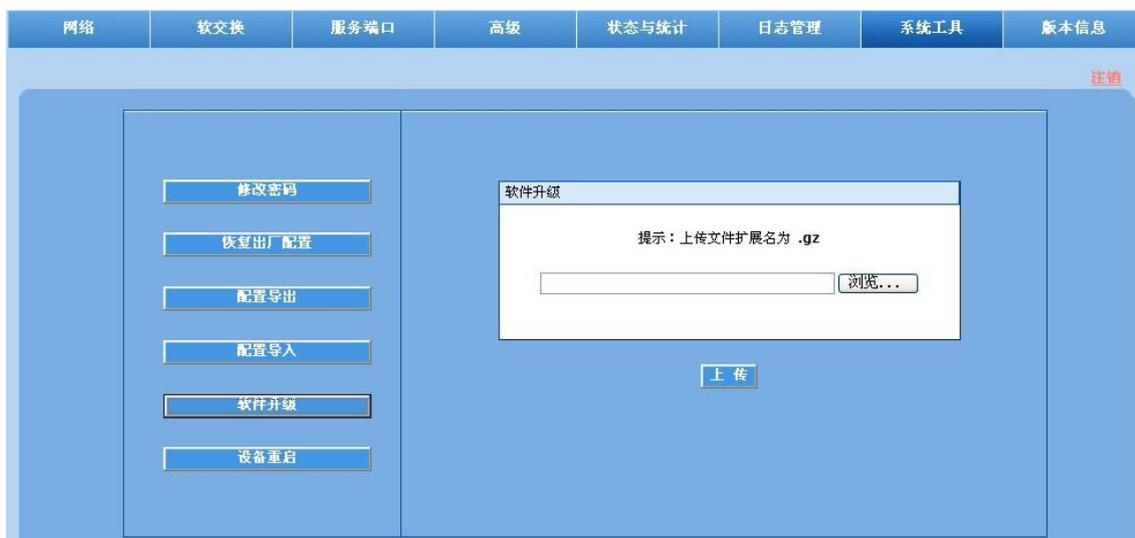 网络 软交换 服务端口 高级 状态与统计 日志管理 系统工具 版本信息
注销
修改密码
恢复出厂配置
配置导出
配置导入
软件升级
设备重启
软件升级
提示：上传文件扩展名为 .gz
浏览...
上 传